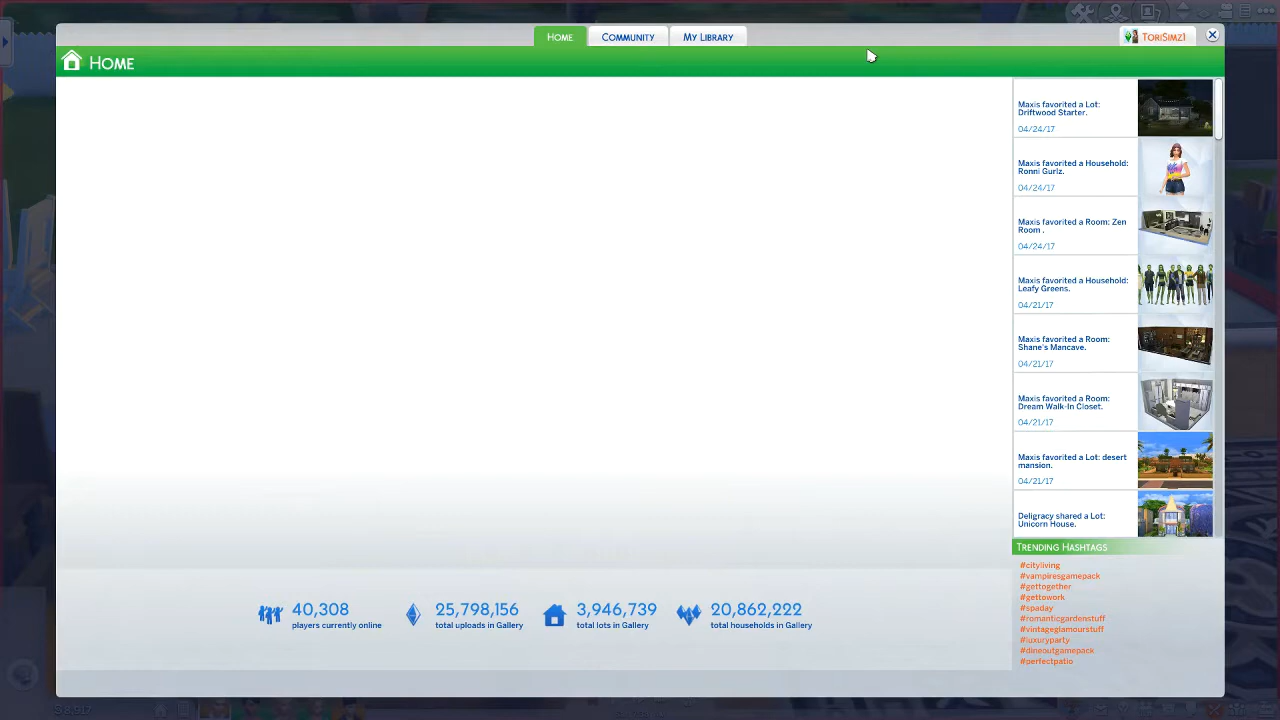 HOME
COMMUNITY
MY LIBRARY
TORISIMZ1
HOME
Maxis favorited a Lot:
Driftwood Starter.
04/24/17
Maxis favorited a Household:
Ronni Gurlz.
04/24/17
Maxis favorited a Room: Zen
Room .
04/24/17
Maxis favorited a Household:
Leafy Greens.
04/21/17
Maxis favorited a Room:
Shane's Mancave.
04/21/17
Maxis favorited a Room:
Dream Walk-In Closet.
04/21/17
Maxis favorited a Lot: desert
mansion.
04/21/17
Deligracy shared a Lot:
Unicorn House.
TRENDING HASHTAGS
#cityliving
#vampiresgamepack
#gettogether
#gettowork
#spaday
#romanticgardenstuff
#vintageglamourstuff
#luxuryparty
#dineoutgamepack
#perfectpatio
40,308
players currently online
25,798,156
total uploads in Gallery
3,946,739
total lots in Gallery
20,862,222
total households in Gallery